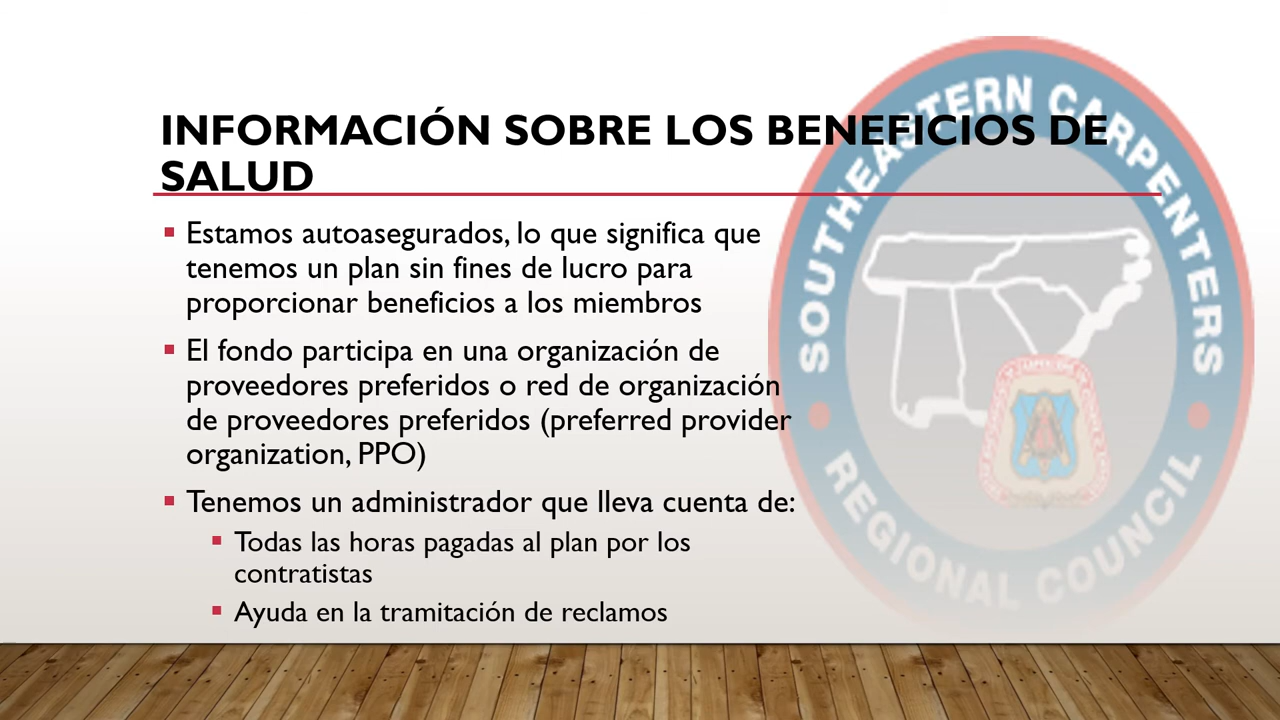 INFORMACIÓN SOBRE LOS BENEFICIOS DE
SALUD
Estamos autoasegurados, lo que significa que
tenemos un plan sin fines de lucro para
proporcionar beneficios a los miembros
El fondo participa en una organización de
proveedores preferidos o red de organización
de proveedores preferidos (preferred provider
organization, PPO)
Tenemos un administrador que lleva cuenta de:
Todas las horas pagadas al plan por los
contratistas
Ayuda en la tramitación de reclamos
SOUTHEASTERN CARPENTERS
REGIONAL COUNCIL